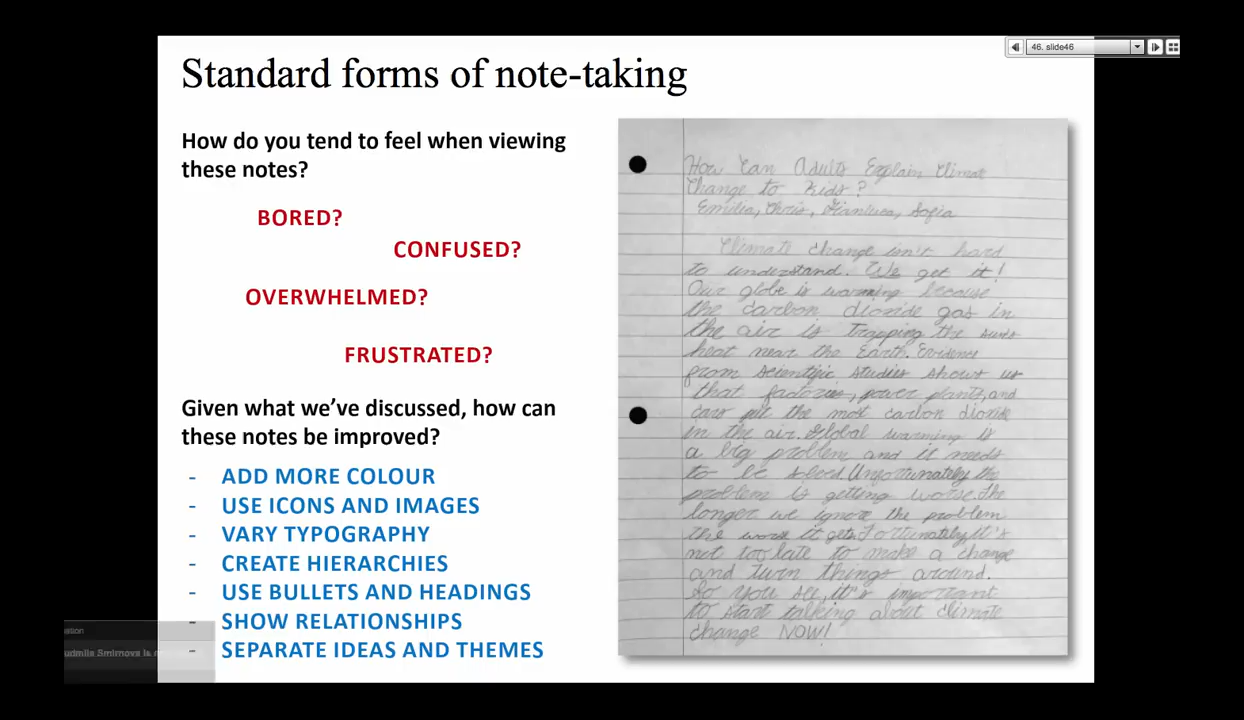 46. slide46
Standard forms of note-taking
How do you tend to feel when viewing
these notes?
BORED?
CONFUSED?
OVERWHELMED?
FRUSTRATED?
Given what we’ve discussed, how can
these notes be improved?
- ADD MORE COLOUR
- USE ICONS AND IMAGES
- VARY TYPOGRAPHY
- CREATE HIERARCHIES
- USE BULLETS AND HEADINGS
- SHOW RELATIONSHIPS
- SEPARATE IDEAS AND THEMES
How Can Adults Explain Climate
Change to Kids?
Emilia, Chris, Gianluca, Sofia
Climate change isn't hard
to understand. We get it!
Our globe is warming because
the carbon dioxide gas in
the air is Trapping the suns
heat near the Earth. Evidence
from scientific studies shows us
that factories, power plants, and
cars put the most carbon dioxide
in the air. Global warming is
a big problem and it needs
to be solved. Unfortunately the
problem is getting worse. The
longer we ignore the problem
the worse it gets. Fortunately, It's
not too late to make a change
and turn things around.
So you see, it's important
to start talking about climate
change NOW!